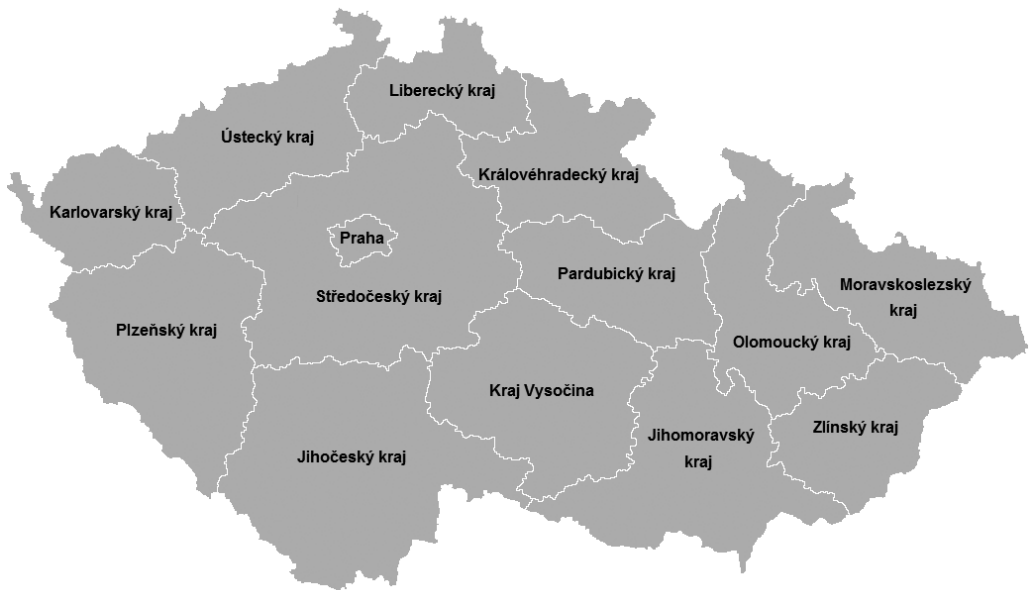 Liberecký kraj
Ústecký kraj
Královéhradecký kraj
Karlovarský kraj
Praha
Pardubický kraj
Moravskoslezský
kraj
Středočeský kraj
Plzeňský kraj
Olomoucký kraj
Kraj Vysočina
Zlínský kraj
Jihomoravský
kraj
Jihočeský kraj